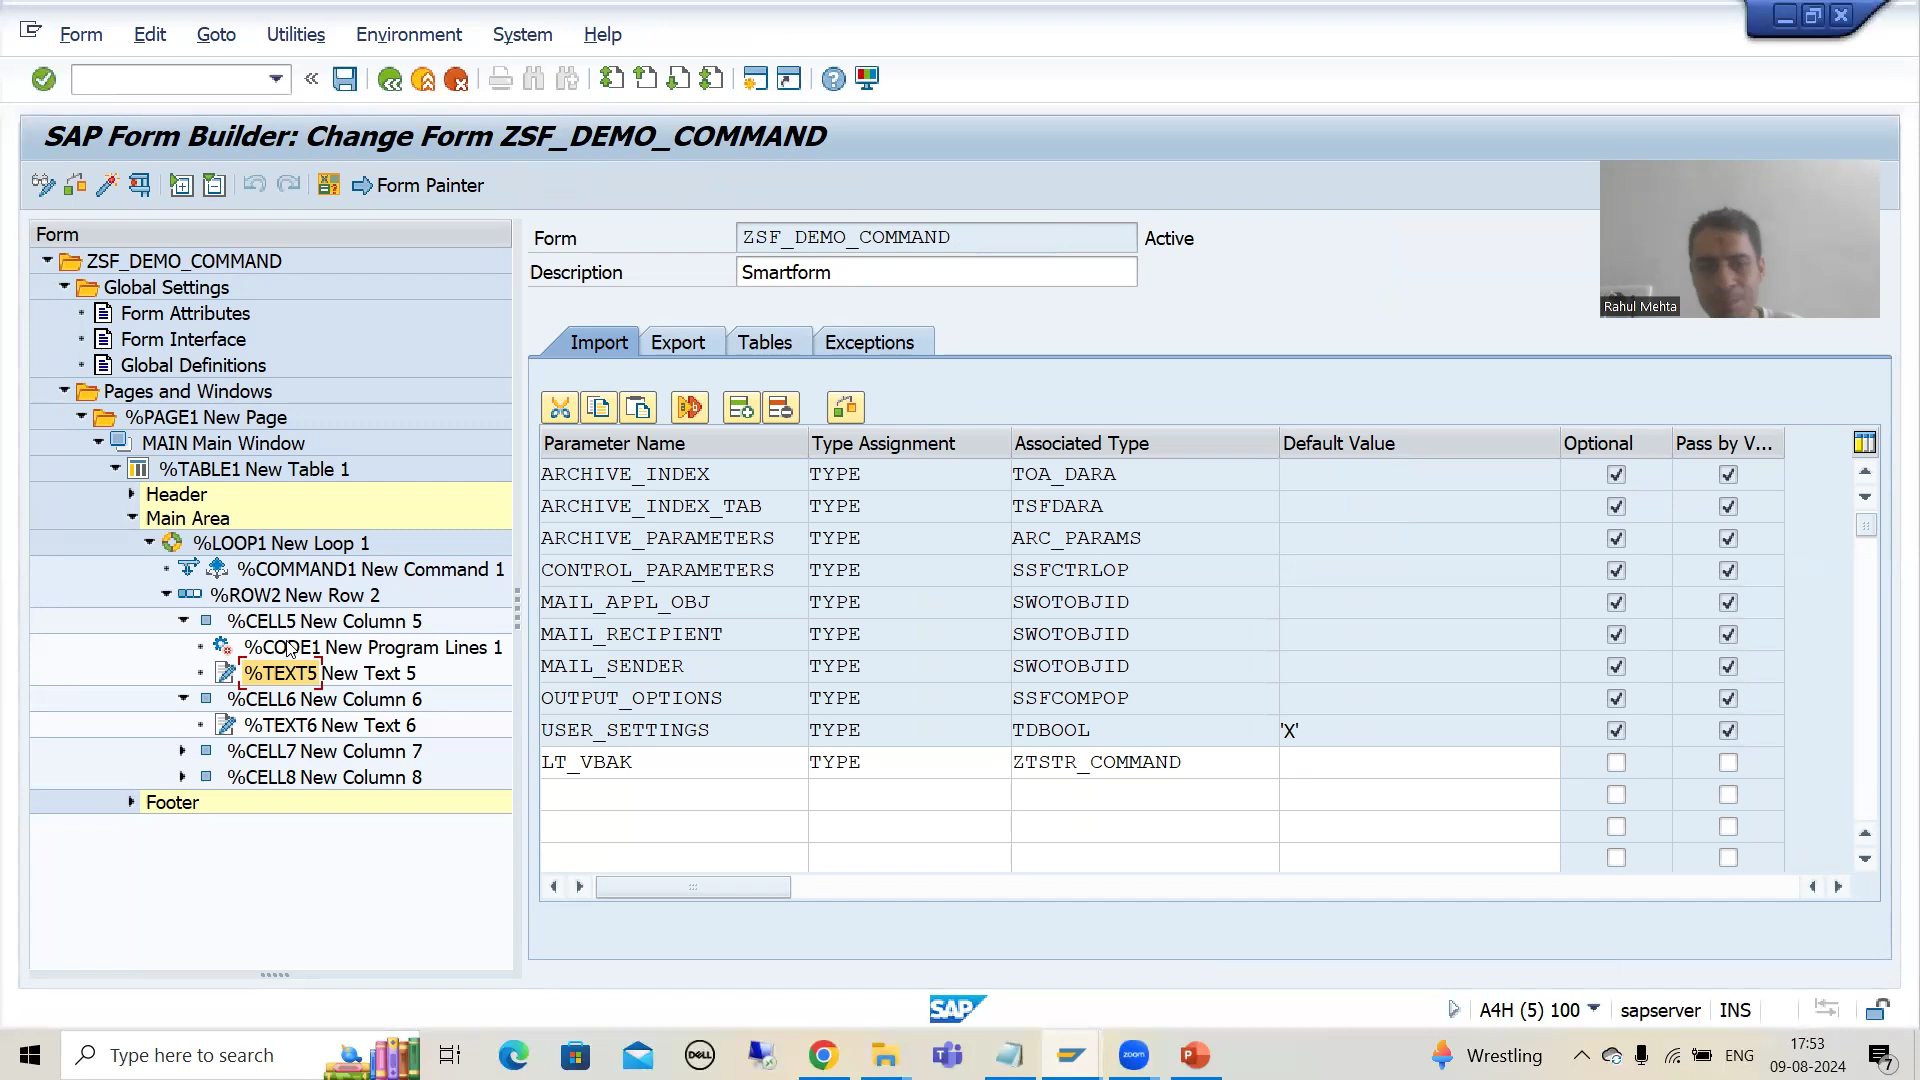 Form Edit Goto Utilities Environment System Help
SAP Form Builder: Change Form ZSF_DEMO_COMMAND
Form Painter
Form
ZSF_DEMO_COMMAND
Global Settings
Form Attributes
Form Interface
Global Definitions
Pages and Windows
%PAGE1 New Page
MAIN Main Window
%TABLE1 New Table 1
Header
Main Area
%LOOP1 New Loop 1
%COMMAND1 New Command 1
%ROW2 New Row 2
%CELL5 New Column 5
%CODE1 New Program Lines 1
%TEXT5 New Text 5
%CELL6 New Column 6
%TEXT6 New Text 6
%CELL7 New Column 7
%CELL8 New Column 8
Footer
Form ZSF_DEMO_COMMAND Active
Description Smartform
Rahul Mehta
Import Export Tables Exceptions
Parameter Name Type Assignment Associated Type Default Value Optional Pass by V...
ARCHIVE_INDEX TYPE TOA_DARA
ARCHIVE_INDEX_TAB TYPE TSFDARA
ARCHIVE_PARAMETERS TYPE ARC_PARAMS
CONTROL_PARAMETERS TYPE SSFCTRLOP
MAIL_APPL_OBJ TYPE SWOTOBJID
MAIL_RECIPIENT TYPE SWOTOBJID
MAIL_SENDER TYPE SWOTOBJID
OUTPUT_OPTIONS TYPE SSFCOMPOP
USER_SETTINGS TYPE TDBOOL 'X'
LT_VBAK TYPE ZTSTR_COMMAND
SAP
A4H (5) 100 sapserver INS
Type here to search
DELL
zoom
Wrestling
ENG
17:53
09-08-2024
7